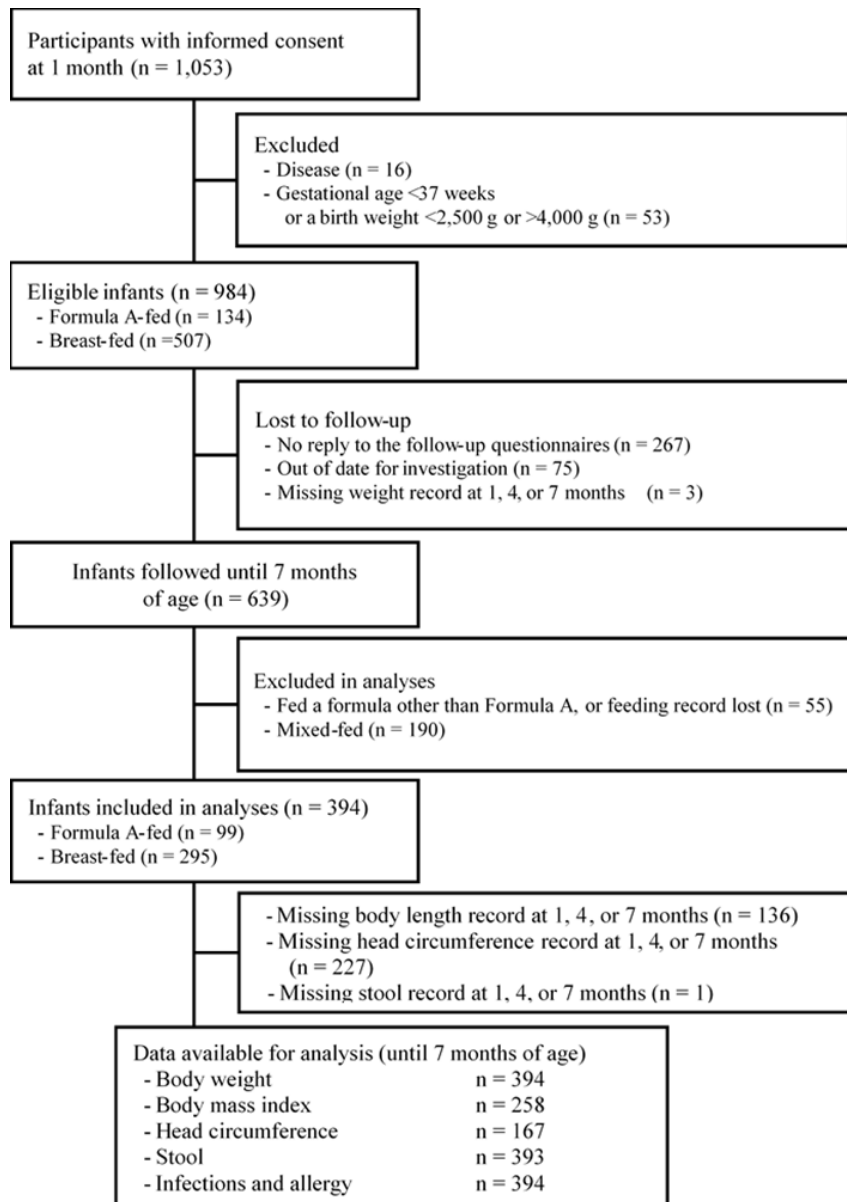 Participants with informed consent
at 1 month (n = 1,053)
Excluded
- Disease (n = 16)
- Gestational age <37 weeks
or a birth weight <2,500 g or >4,000 g (n = 53)
Eligible infants (n = 984)
- Formula A-fed (n = 134)
- Breast-fed (n =507)
Lost to follow-up
- No reply to the follow-up questionnaires (n = 267)
- Out of date for investigation (n = 75)
- Missing weight record at 1, 4, or 7 months (n = 3)
Infants followed until 7 months
of age (n = 639)
Excluded in analyses
- Fed a formula other than Formula A, or feeding record lost (n = 55)
- Mixed-fed (n = 190)
Infants included in analyses (n = 394)
- Formula A-fed (n = 99)
- Breast-fed (n = 295)
- Missing body length record at 1, 4, or 7 months (n = 136)
- Missing head circumference record at 1, 4, or 7 months
(n = 227)
- Missing stool record at 1, 4, or 7 months (n = 1)
Data available for analysis (until 7 months of age)
- Body weight n = 394
- Body mass index n = 258
- Head circumference n = 167
- Stool n = 393
- Infections and allergy n = 394